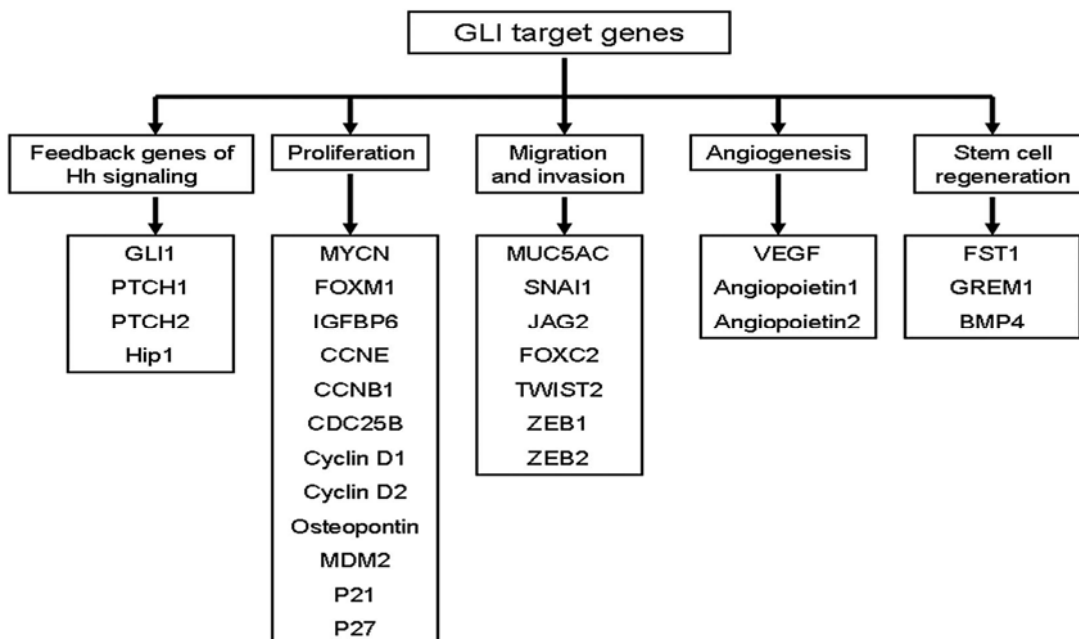 GLI target genes
Feedback genes of
Hh signaling
Proliferation
Migration
and invasion
Angiogenesis
Stem cell
regeneration
GLI1
PTCH1
PTCH2
Hip1
MYCN
FOXM1
IGFBP6
CCNE
CCNB1
CDC25B
Cyclin D1
Cyclin D2
Osteopontin
MDM2
P21
P27
MUC5AC
SNAI1
JAG2
FOXC2
TWIST2
ZEB1
ZEB2
VEGF
Angiopoietin1
Angiopoietin2
FST1
GREM1
BMP4